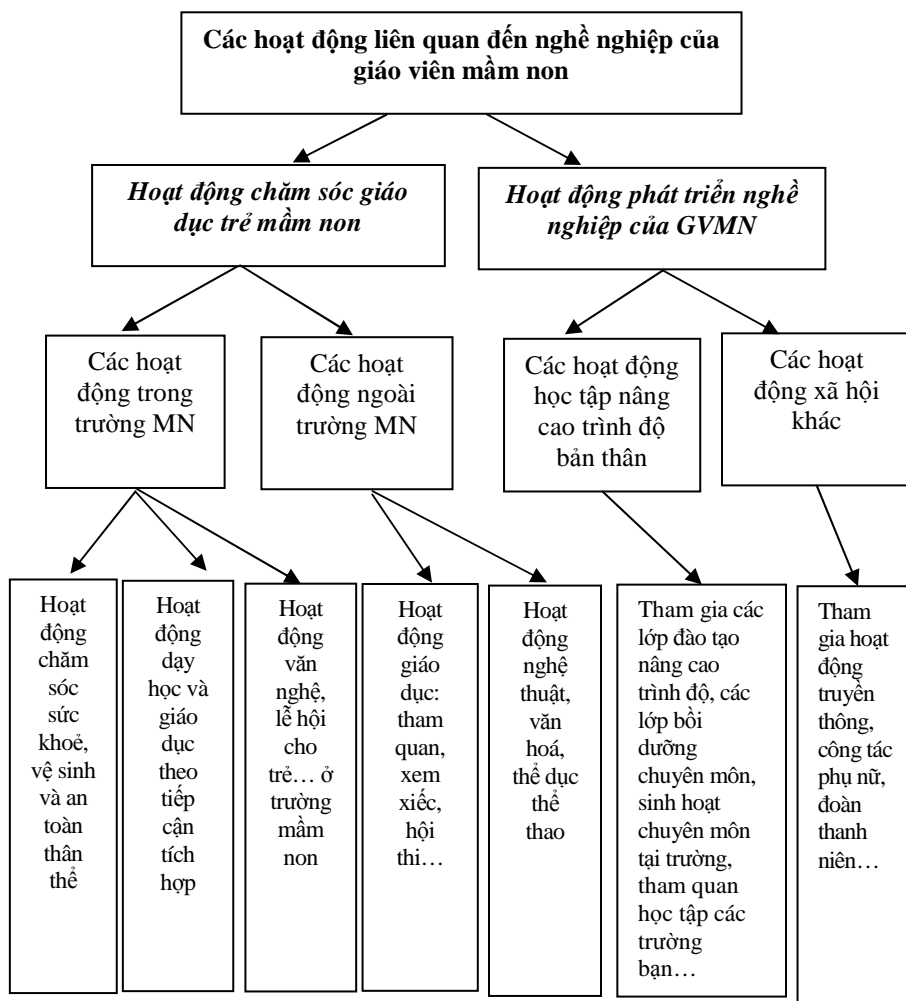 Các hoạt động liên quan đến nghề nghiệp của
giáo viên mầm non
Hoạt động chăm sóc giáo
dục trẻ mầm non
Hoạt động phát triển nghề
nghiệp của GVMN
Các hoạt
động trong
trường MN
Các hoạt
động ngoài
trường MN
Các hoạt động
học tập nâng
cao trình độ
bản thân
Các hoạt
động xã hội
khác
Hoạt
động
chăm
sóc
sức
khoẻ,
vệ sinh
và an
toàn
thân
thể
Hoạt
động
dạy
học và
giáo
dục
theo
tiếp
cận
tích
hợp
Hoạt
động
văn
nghệ,
lễ hội
cho
trẻ… ở
trường
mầm
non
Hoạt
động
giáo
dục:
tham
quan,
xem
xiếc,
hội
thi…
Hoạt
động
nghệ
thuật,
văn
hoá,
thể dục
thể
thao
Tham gia các
lớp đào tạo
nâng cao
trình độ, các
lớp bồi
dưỡng
chuyên môn,
sinh hoạt
chuyên môn
tại trường,
tham quan
học tập các
trường
bạn…
Tham
gia hoạt
động
truyền
thông,
công tác
phụ nữ,
đoàn
thanh
niên…